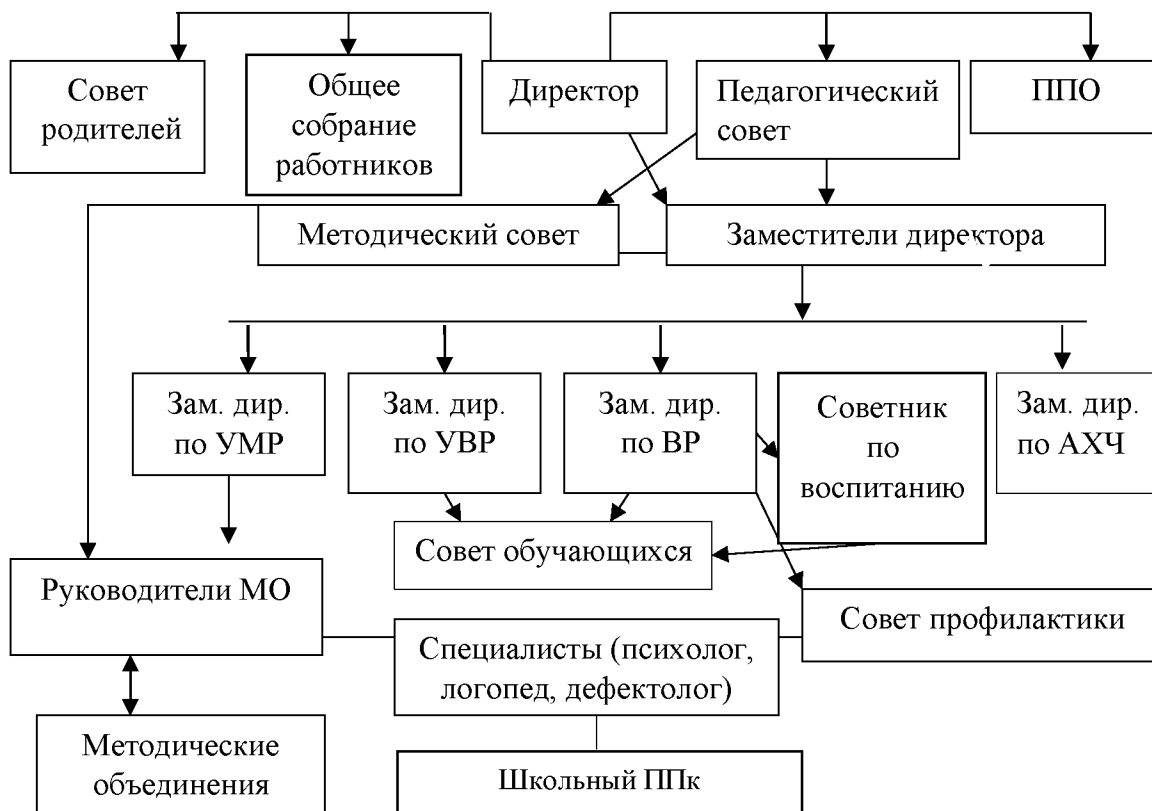 Совет
родителей
Общее
собрание
работников
Директор
Педагогический
совет
ППО
Методический совет
Заместители директора
Зам. дир.
по УМР
Зам. дир.
по УВР
Зам. дир.
по ВР
Советник
по
воспитанию
Зам. дир.
по АХЧ
Совет обучающихся
Руководители МО
Совет профилактики
Специалисты (психолог,
логопед, дефектолог)
Методические
объединения
Школьный ППк